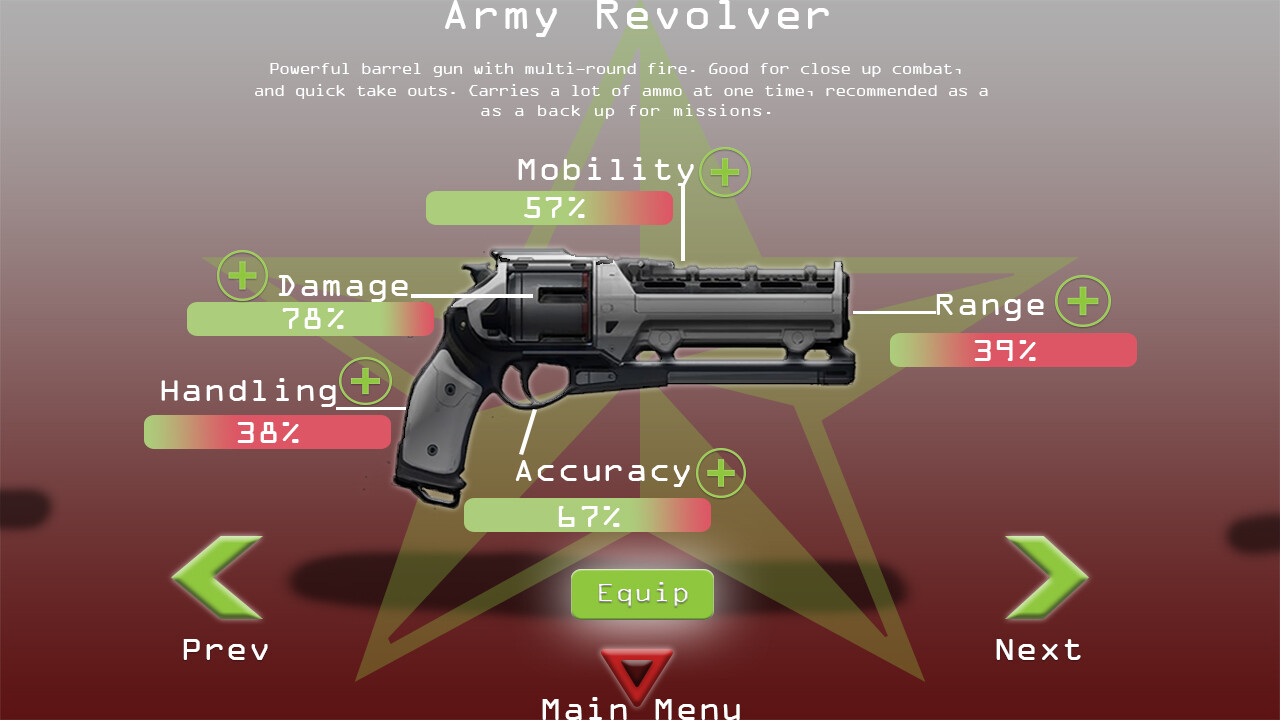 Army Revolver
Powerful barrel gun with multi-round fire. Good for close up combat,
and quick take outs. Carries a lot of ammo at one time, recommended as a
as a back up for missions.
Mobility
57%
Damage
78%
Range
39%
Handling
38%
Accuracy
67%
Equip
Prev
Next
Main Menu